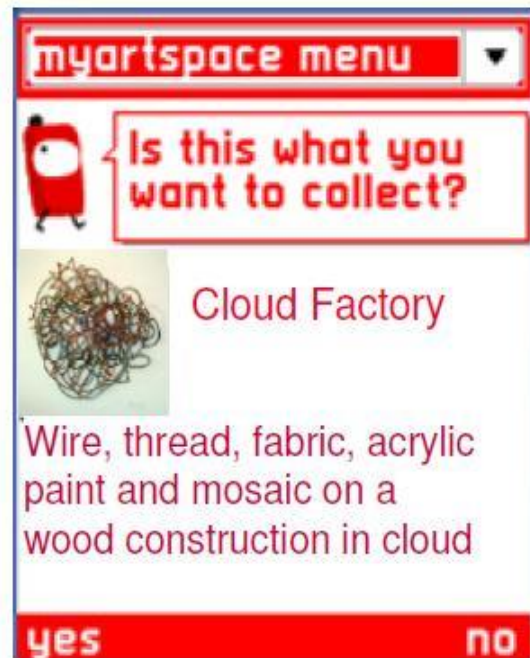 myartspace menu
Is this what you
want to collect?
Cloud Factory
Wire, thread, fabric, acrylic
paint and mosaic on a
wood construction in cloud
yes no